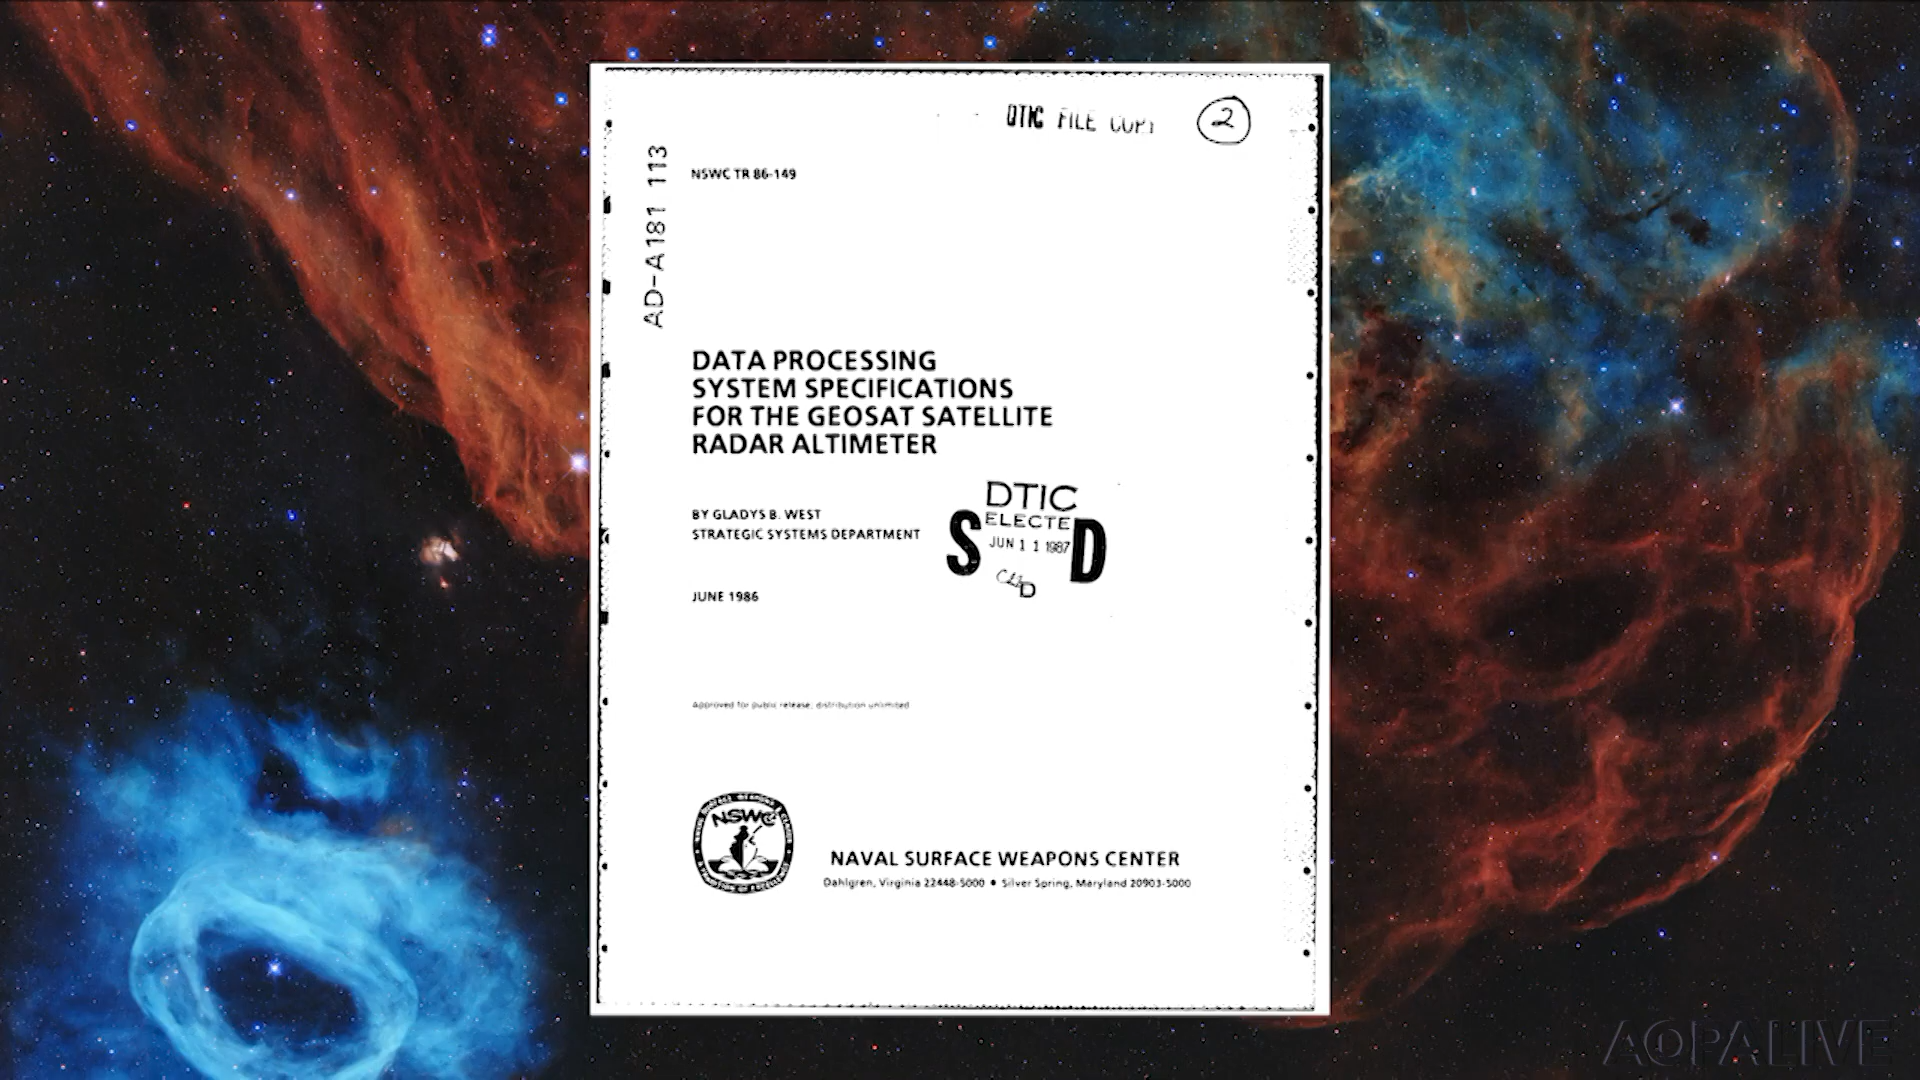 DTIC FILE COPY
2
AD-A181 113
NSWC TR 86-149
DATA PROCESSING
SYSTEM SPECIFICATIONS
FOR THE GEOSAT SATELLITE
RADAR ALTIMETER
BY GLADYS B. WEST
STRATEGIC SYSTEMS DEPARTMENT
DTIC
ELECTE
S JUN 11 1987 D
D
JUNE 1986
Approved for public release; distribution unlimited
NSWC
NAVAL SURFACE WEAPONS CENTER
Dahlgren, Virginia 22448-5000 • Silver Spring, Maryland 20903-5000
AOPA LIVE